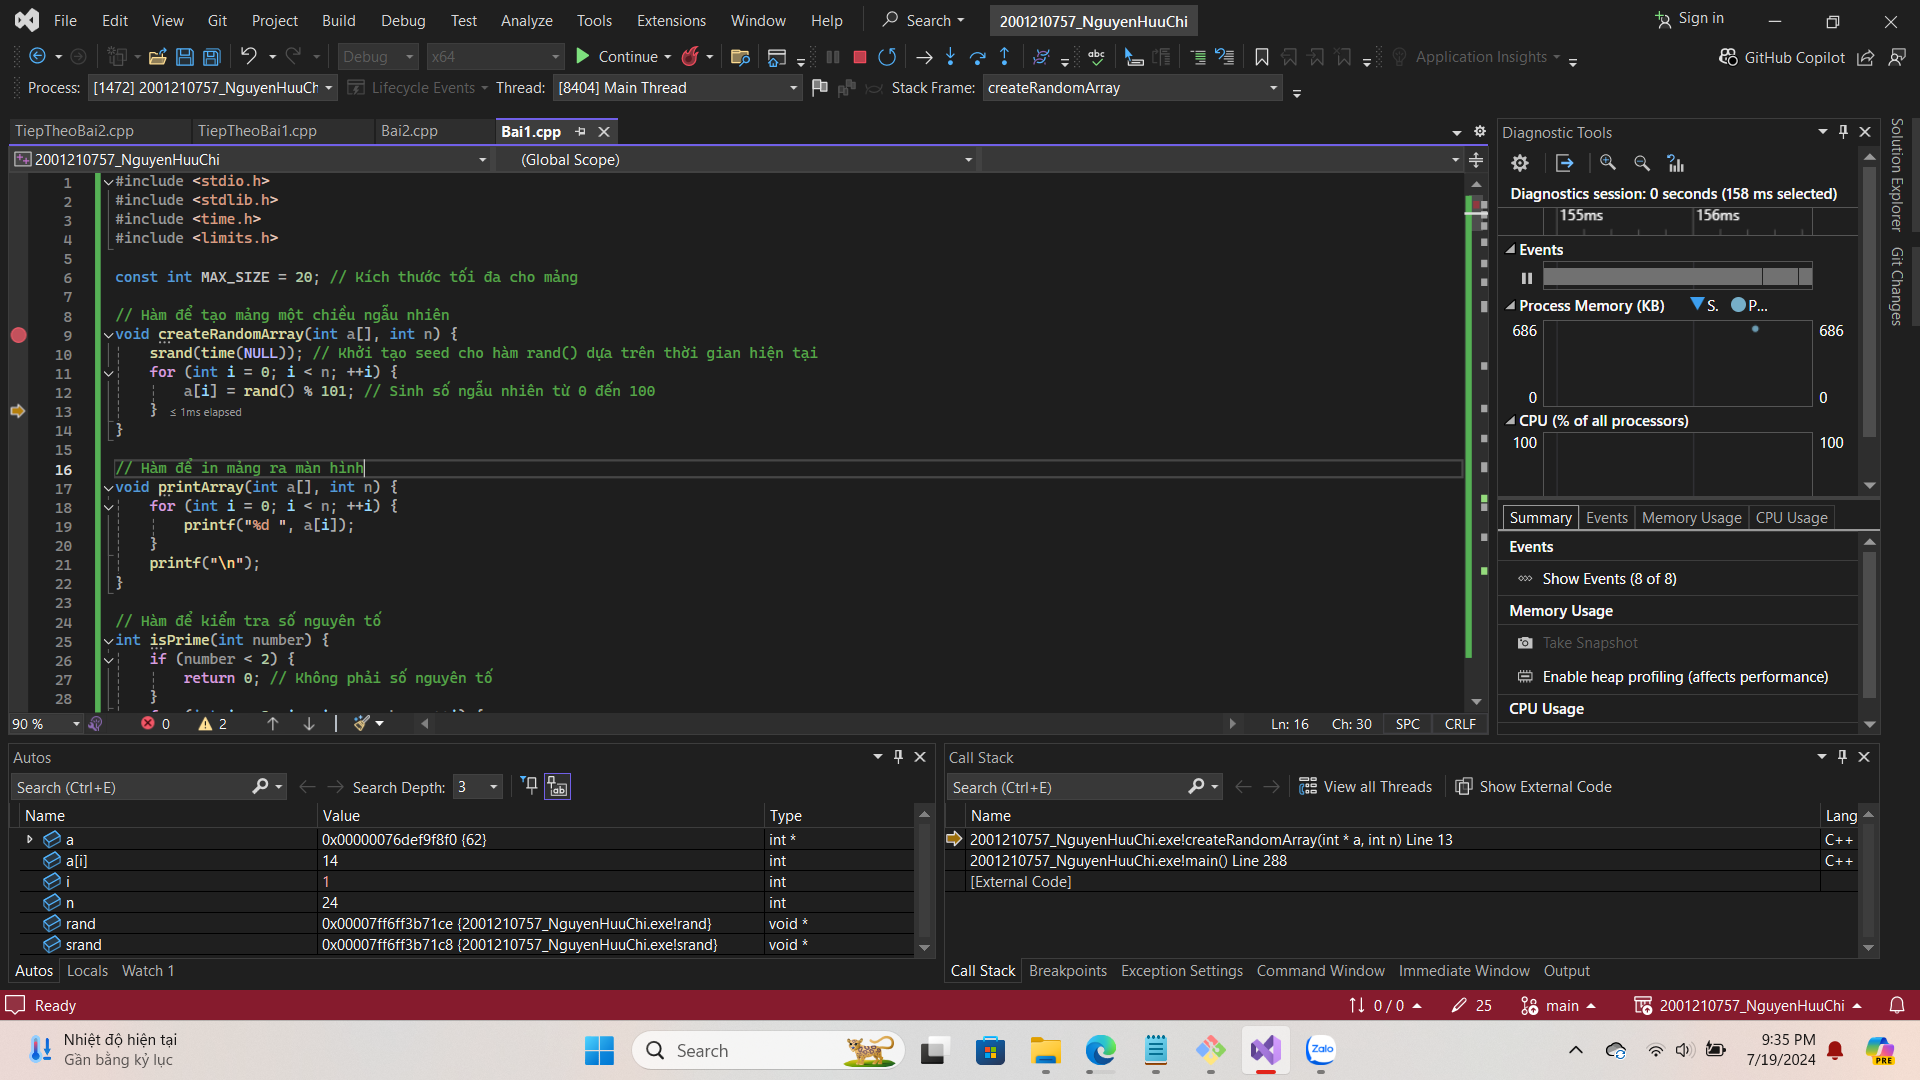 File Edit View Git Project Build Debug Test Analyze Tools Extensions Window Help Search 2001210757_NguyenHuuChi Sign in
Debug x64 Continue Application Insights GitHub Copilot
Process: [1472] 2001210757_NguyenHuuCh Lifecycle Events Thread: [8404] Main Thread Stack Frame: createRandomArray
TiepTheoBai2.cpp TiepTheoBai1.cpp Bai2.cpp Bai1.cpp
2001210757_NguyenHuuChi (Global Scope)
1 #include <stdio.h>
2 #include <stdlib.h>
3 #include <time.h>
4 #include <limits.h>
5
6 const int MAX_SIZE = 20; // Kích thước tối đa cho mảng
7
8 // Hàm để tạo mảng một chiều ngẫu nhiên
9 void createRandomArray(int a[], int n) {
10 srand(time(NULL)); // Khởi tạo seed cho hàm rand() dựa trên thời gian hiện tại
11 for (int i = 0; i < n; ++i) {
12 a[i] = rand() % 101; // Sinh số ngẫu nhiên từ 0 đến 100
13 } ≤ 1ms elapsed
14 }
15
16 // Hàm để in mảng ra màn hình
17 void printArray(int a[], int n) {
18 for (int i = 0; i < n; ++i) {
19 printf("%d ", a[i]);
20 }
21 printf("\n");
22 }
23
24 // Hàm để kiểm tra số nguyên tố
25 int isPrime(int number) {
26 if (number < 2) {
27 return 0; // Không phải số nguyên tố
28 }
90 % 0 2 Ln: 16 Ch: 30 SPC CRLF
Diagnostic Tools
Diagnostics session: 0 seconds (158 ms selected)
155ms 156ms
Events
Process Memory (KB) S. P...
686 686
0 0
CPU (% of all processors)
100 100
Summary Events Memory Usage CPU Usage
Events
Show Events (8 of 8)
Memory Usage
Take Snapshot
Enable heap profiling (affects performance)
CPU Usage
Solution Explorer
Git Changes
Autos
Search (Ctrl+E) Search Depth: 3
Name Value Type
a 0x00000076def9f8f0 {62} int *
a[i] 14 int
i 1 int
n 24 int
rand 0x00007ff6ff3b71ce {2001210757_NguyenHuuChi.exe!rand} void *
srand 0x00007ff6ff3b71c8 {2001210757_NguyenHuuChi.exe!srand} void *
Autos Locals Watch 1
Call Stack
Search (Ctrl+E) View all Threads Show External Code
Name Lang
2001210757_NguyenHuuChi.exe!createRandomArray(int * a, int n) Line 13 C++
2001210757_NguyenHuuChi.exe!main() Line 288 C++
[External Code]
Call Stack Breakpoints Exception Settings Command Window Immediate Window Output
Ready 0 / 0 25 main 2001210757_NguyenHuuChi
Nhiệt độ hiện tại
Gần bằng kỷ lục
Search
Zalo
9:35 PM
7/19/2024
PRE